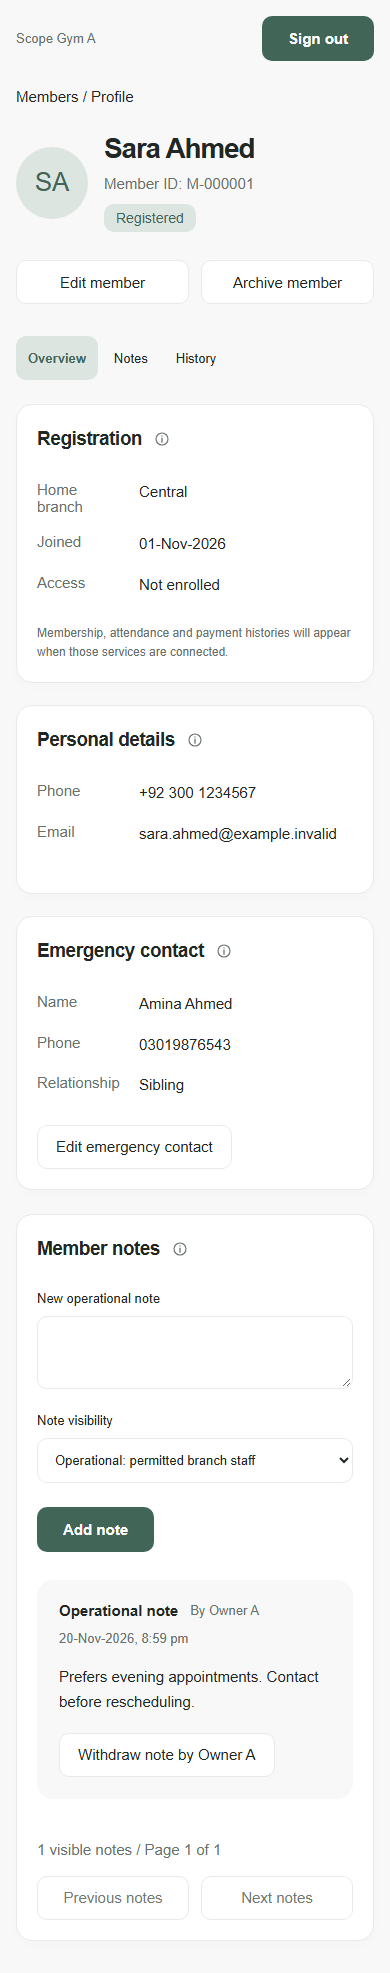 Scope Gym A
Sign out
Members / Profile
SA
Sara Ahmed
Member ID: M-000001
Registered
Edit member
Archive member
Overview
Notes
History
Registration
Home
branch
Central
Joined
01-Nov-2026
Access
Not enrolled
Membership, attendance and payment histories will appear
when those services are connected.
Personal details
Phone
+92 300 1234567
Email
sara.ahmed@example.invalid
Emergency contact
Name
Amina Ahmed
Phone
03019876543
Relationship
Sibling
Edit emergency contact
Member notes
New operational note
Note visibility
Operational: permitted branch staff
Add note
Operational note By Owner A
20-Nov-2026, 8:59 pm
Prefers evening appointments. Contact
before rescheduling.
Withdraw note by Owner A
1 visible notes / Page 1 of 1
Previous notes
Next notes